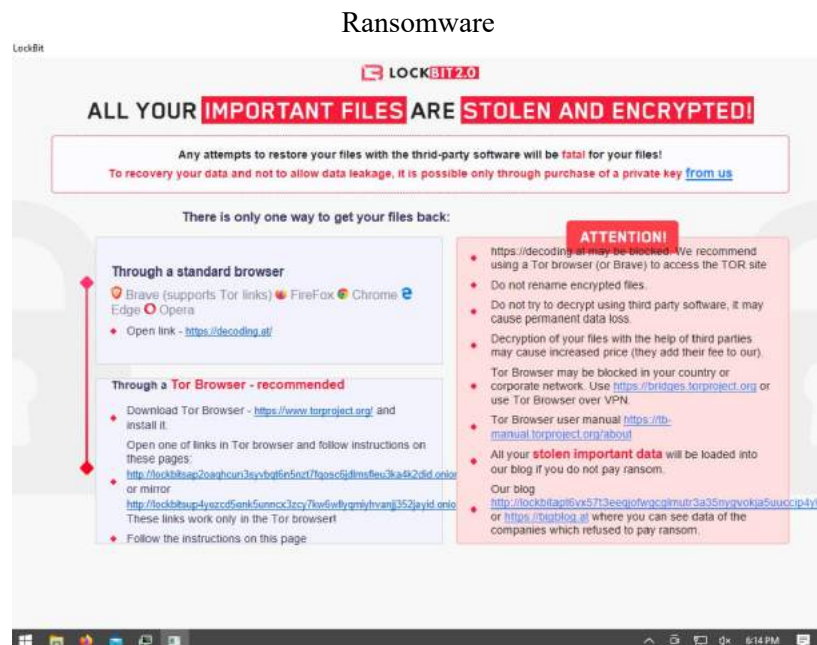 Ransomware
LockBit
LOCKBIT 2.0
ALL YOUR IMPORTANT FILES ARE STOLEN AND ENCRYPTED!
Any attempts to restore your files with the thrid-party software will be fatal for your files!
To recovery your data and not to allow data leakage, it is possible only through purchase of a private key from us
There is only one way to get your files back:
Through a standard browser
Brave (supports Tor links) FireFox Chrome
Edge Opera
Open link - https://decoding.at/
Through a Tor Browser - recommended
Download Tor Browser - https://www.torproject.org/ and
install it.
Open one of links in Tor browser and follow instructions on
these pages:
or mirror
These links work only in the Tor browser!
Follow the instructions on this page
ATTENTION!
https://decoding.at may be blocked. We recommend
using a Tor browser (or Brave) to access the TOR site
Do not rename encrypted files.
Do not try to decrypt using third party software, it may
cause permanent data loss.
Decryption of your files with the help of third parties
may cause increased price (they add their fee to our).
Tor Browser may be blocked in your country or
corporate network. Use https://bridges.torproject.org or
use Tor Browser over VPN.
Tor Browser user manual https://tb-
manual.torproject.org/about
All your stolen important data will be loaded into
our blog if you do not pay ransom.
Our blog
or https://bigblog.at where you can see data of the
companies which refused to pay ransom.
6:14 PM